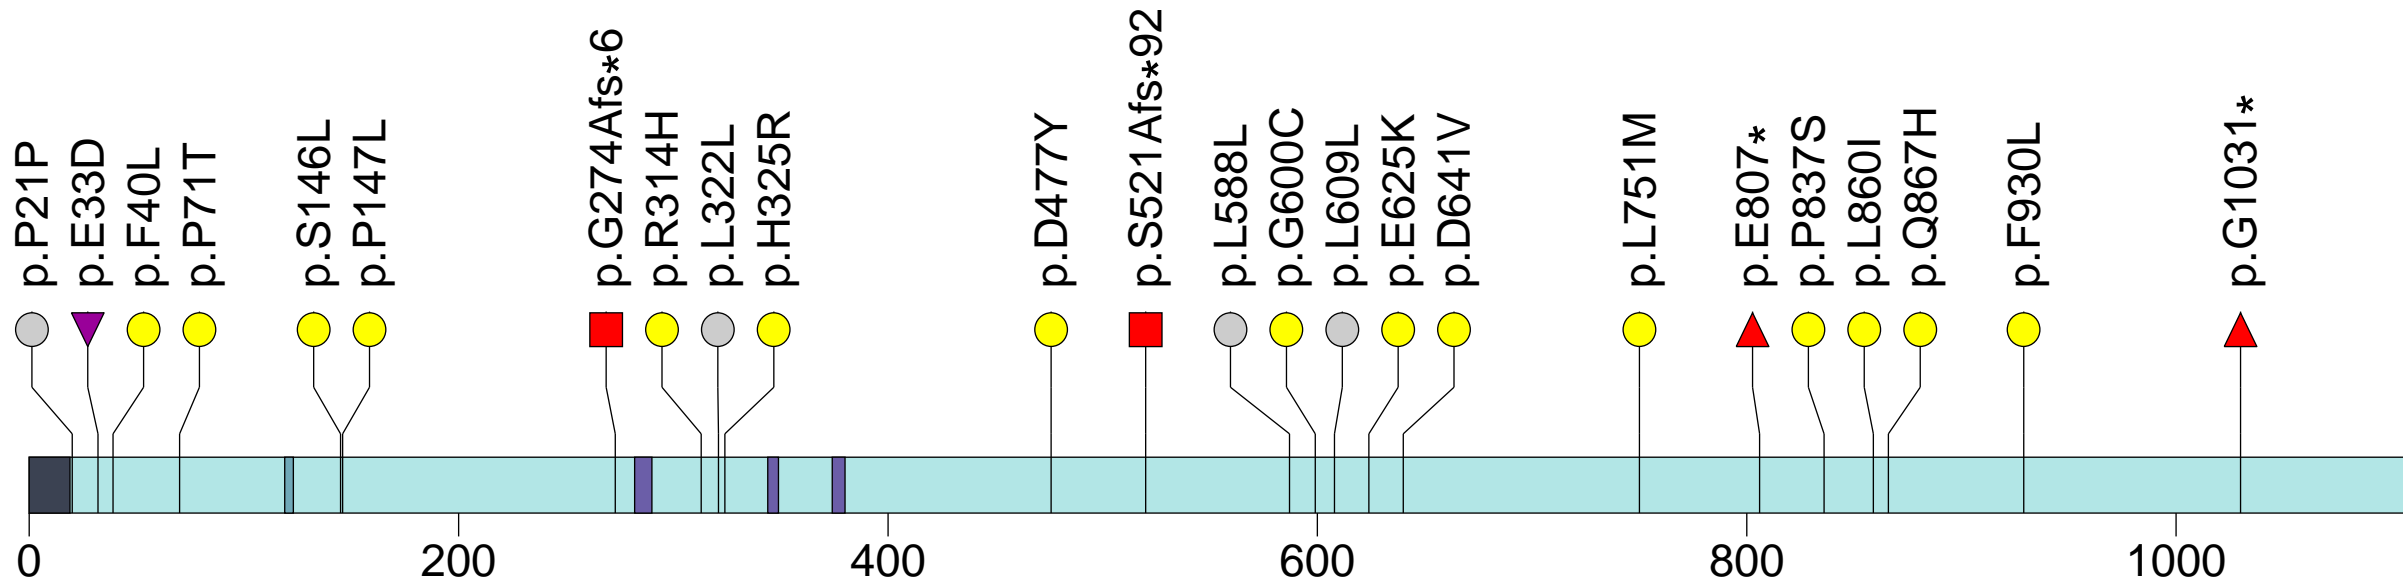 p.P21P
p.E33D
p.F40L
p.P71T
p.S146L
p.P147L
p.G274Afs*6
p.R314H
p.L322L
p.H325R
p.D477Y
p.S521Afs*92
p.L588L
p.G600C
p.L609L
p.E625K
p.D641V
p.L751M
p.E807*
p.P837S
p.L860I
p.Q867H
p.F930L
p.G1031*
0
200
400
600
800
1000